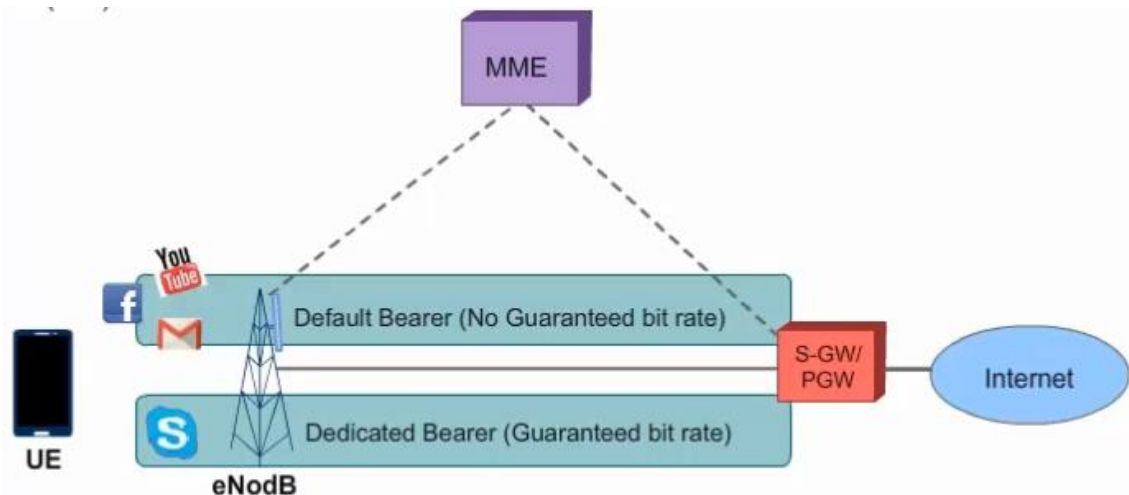 MME
You
Tube
f
Default Bearer (No Guaranteed bit rate)
S-GW/
PGW
Internet
S
Dedicated Bearer (Guaranteed bit rate)
UE
eNodB